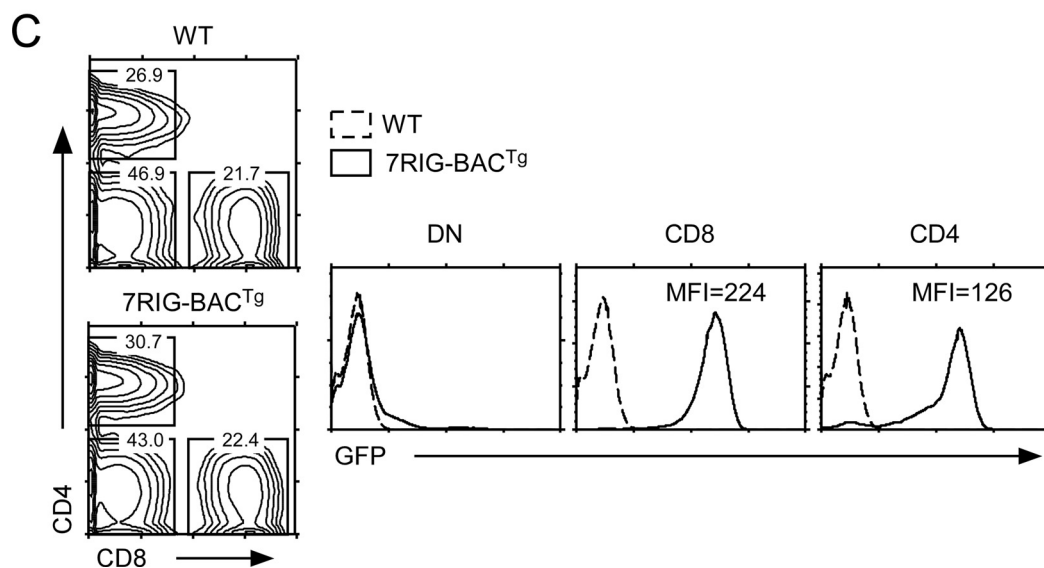 C
WT
26.9
46.9
21.7
7RIG-BACTg
30.7
43.0
22.4
CD4
CD8
WT
7RIG-BACTg
DN
CD8
CD4
MFI=224
MFI=126
GFP